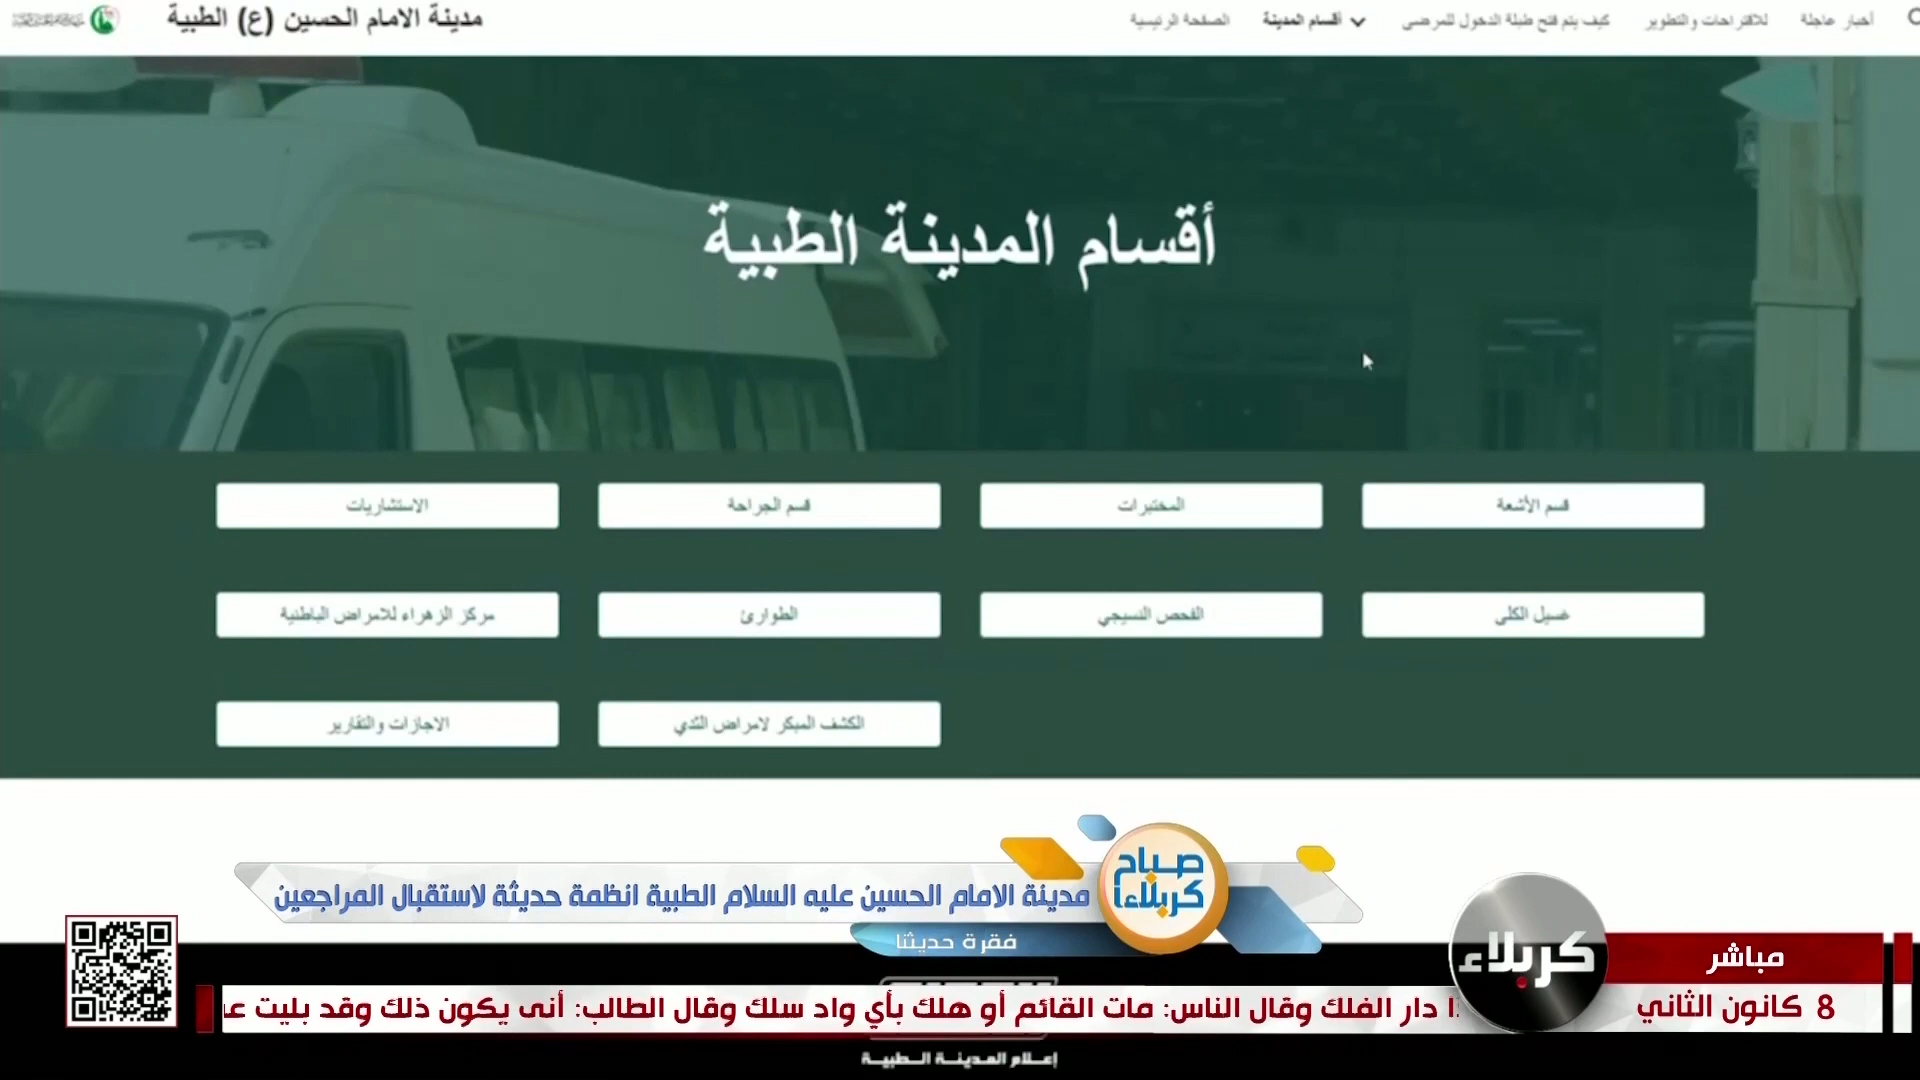 مدينة الامام الحسين (ع) الطبية
الصفحة الرئيسية
أقسام المدينة
كيف يتم فتح طبلة الدخول للمرضى
للاقتراحات والتطوير
أخبار عاجلة
أقسام المدينة الطبية
قسم الأشعة
المختبرات
قسم الجراحة
الاستشاريات
غسيل الكلى
الفحص النسيجي
الطوارئ
مركز الزهراء للامراض الباطنية
الكشف المبكر لامراض الثدي
الاجازات والتقارير
صباح كربلاء
مدينة الامام الحسين عليه السلام الطبية انظمة حديثة لاستقبال المراجعين
فقرة حديثنا
كربلاء
مباشر
8 كانون الثاني
دار الفلك وقال الناس: مات القائم أو هلك بأي واد سلك وقال الطالب: أنى يكون ذلك وقد بليت
إعلام المدينة الطبية